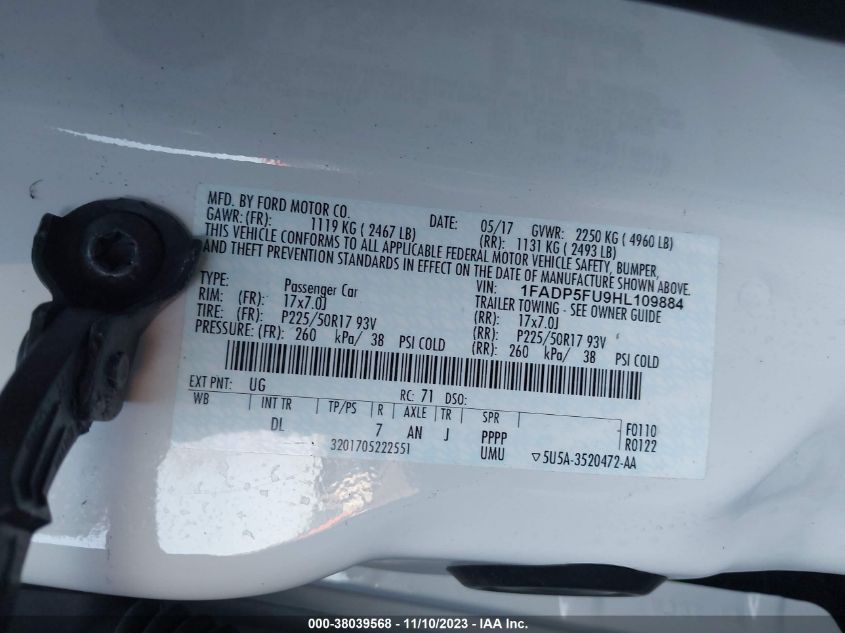 MFD. BY FORD MOTOR CO. DATE: 05/17 GVWR: 2250 KG ( 4960 LB)
GAWR: (FR): 1119 KG ( 2467 LB) (RR): 1131 KG ( 2493 LB)
THIS VEHICLE CONFORMS TO ALL APPLICABLE FEDERAL MOTOR VEHICLE SAFETY, BUMPER,
AND THEFT PREVENTION STANDARDS IN EFFECT ON THE DATE OF MANUFACTURE SHOWN ABOVE.
VIN: 1FADP5FU9HL109884
TYPE: Passenger Car TRAILER TOWING - SEE OWNER GUIDE
RIM: (FR): 17x7.0J (RR): 17x7.0J
TIRE: (FR): P225/50R17 93V (RR): P225/50R17 93V
PRESSURE: (FR): 260 kPa/ 38 PSI COLD (RR): 260 kPa/ 38 PSI COLD
EXT PNT: UG RC: 71 DSO:
WB INT TR TP/PS R AXLE TR SPR F0110
DL 7 AN J PPPP R0122
3201705222551 UMU ▽5U5A-3520472-AA
000-38039568 - 11/10/2023 - IAA Inc.